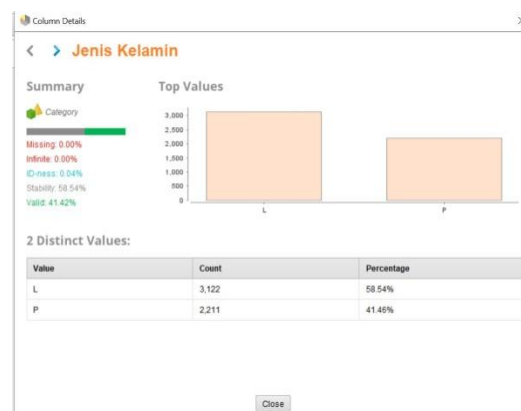 Column Details
Jenis Kelamin
Summary
Category
Missing: 0.00%
Infinite: 0.00%
ID-ness: 0.04%
Stability: 58.54%
Valid: 41.42%
Top Values
3,000
2,500
2,000
1,500
1,000
500
0
L P
2 Distinct Values:
Value Count Percentage
L 3,122 58.54%
P 2,211 41.46%
Close